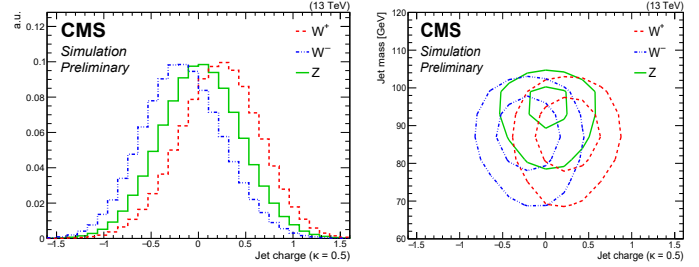 (13 TeV)
a.u.
CMS
Simulation
Preliminary
W⁺
W⁻
Z
0.12
0.1
0.08
0.06
0.04
0.02
0
−1.5 −1 −0.5 0 0.5 1 1.5
Jet charge (κ = 0.5)
(13 TeV)
Jet mass [GeV]
CMS
Simulation
Preliminary
W⁺
W⁻
Z
120
110
100
90
80
70
60
−1.5 −1 −0.5 0 0.5 1 1.5
Jet charge (κ = 0.5)